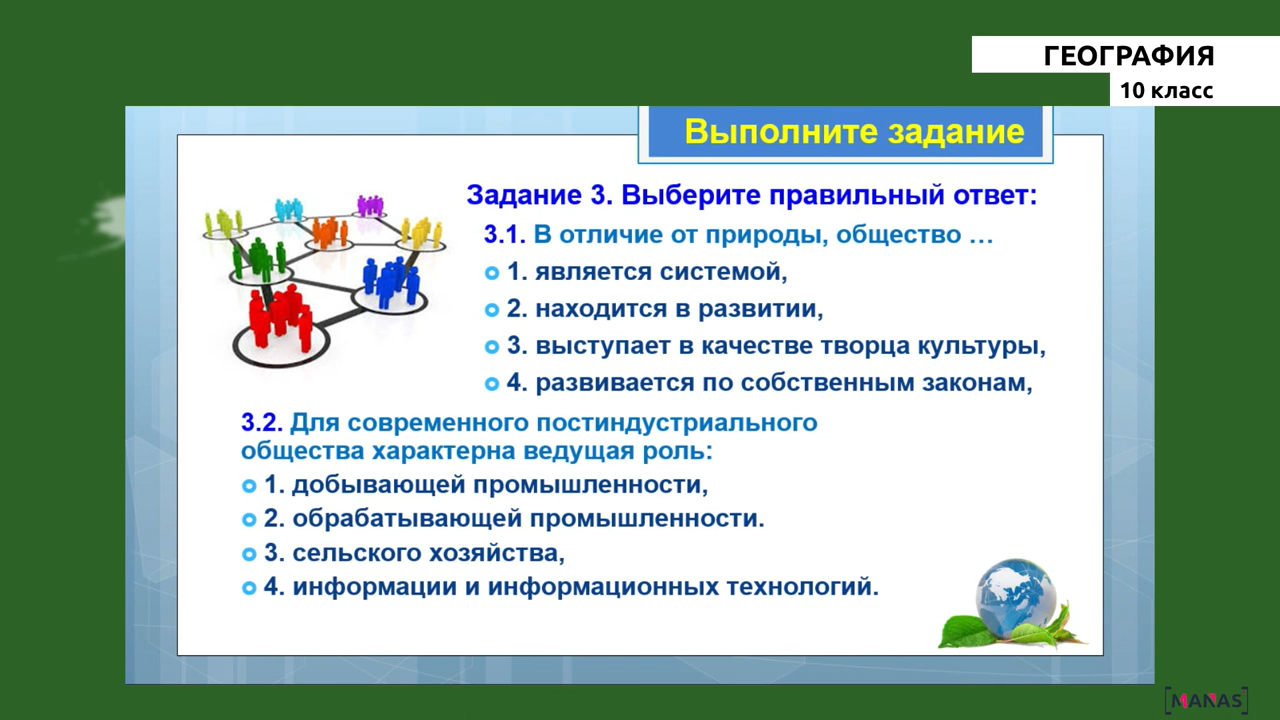 ГЕОГРАФИЯ
10 класс
Выполните задание
Задание 3. Выберите правильный ответ:
3.1. В отличие от природы, общество …
1. является системой,
2. находится в развитии,
3. выступает в качестве творца культуры,
4. развивается по собственным законам,
3.2. Для современного постиндустриального
общества характерна ведущая роль:
1. добывающей промышленности,
2. обрабатывающей промышленности.
3. сельского хозяйства,
4. информации и информационных технологий.
[MANAS]